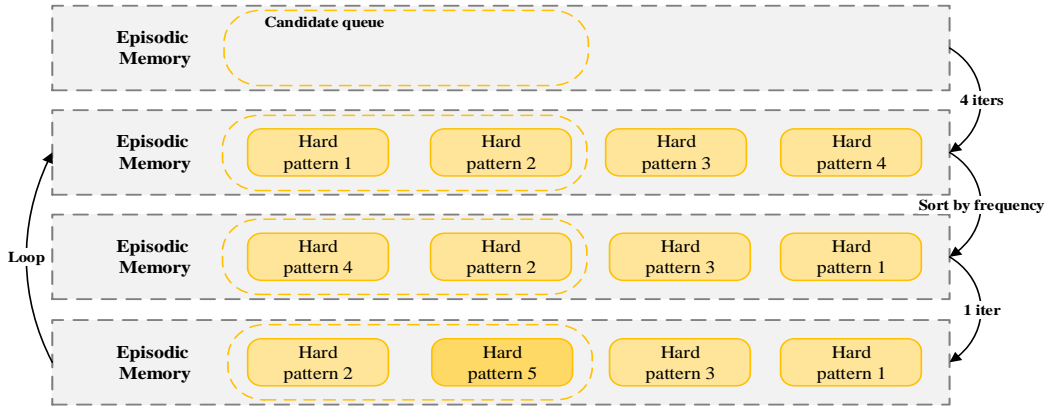 Candidate queue
Episodic
Memory
4 iters
Episodic
Memory
Hard
pattern 1
Hard
pattern 2
Hard
pattern 3
Hard
pattern 4
Sort by frequency
Loop
Episodic
Memory
Hard
pattern 4
Hard
pattern 2
Hard
pattern 3
Hard
pattern 1
1 iter
Episodic
Memory
Hard
pattern 2
Hard
pattern 5
Hard
pattern 3
Hard
pattern 1